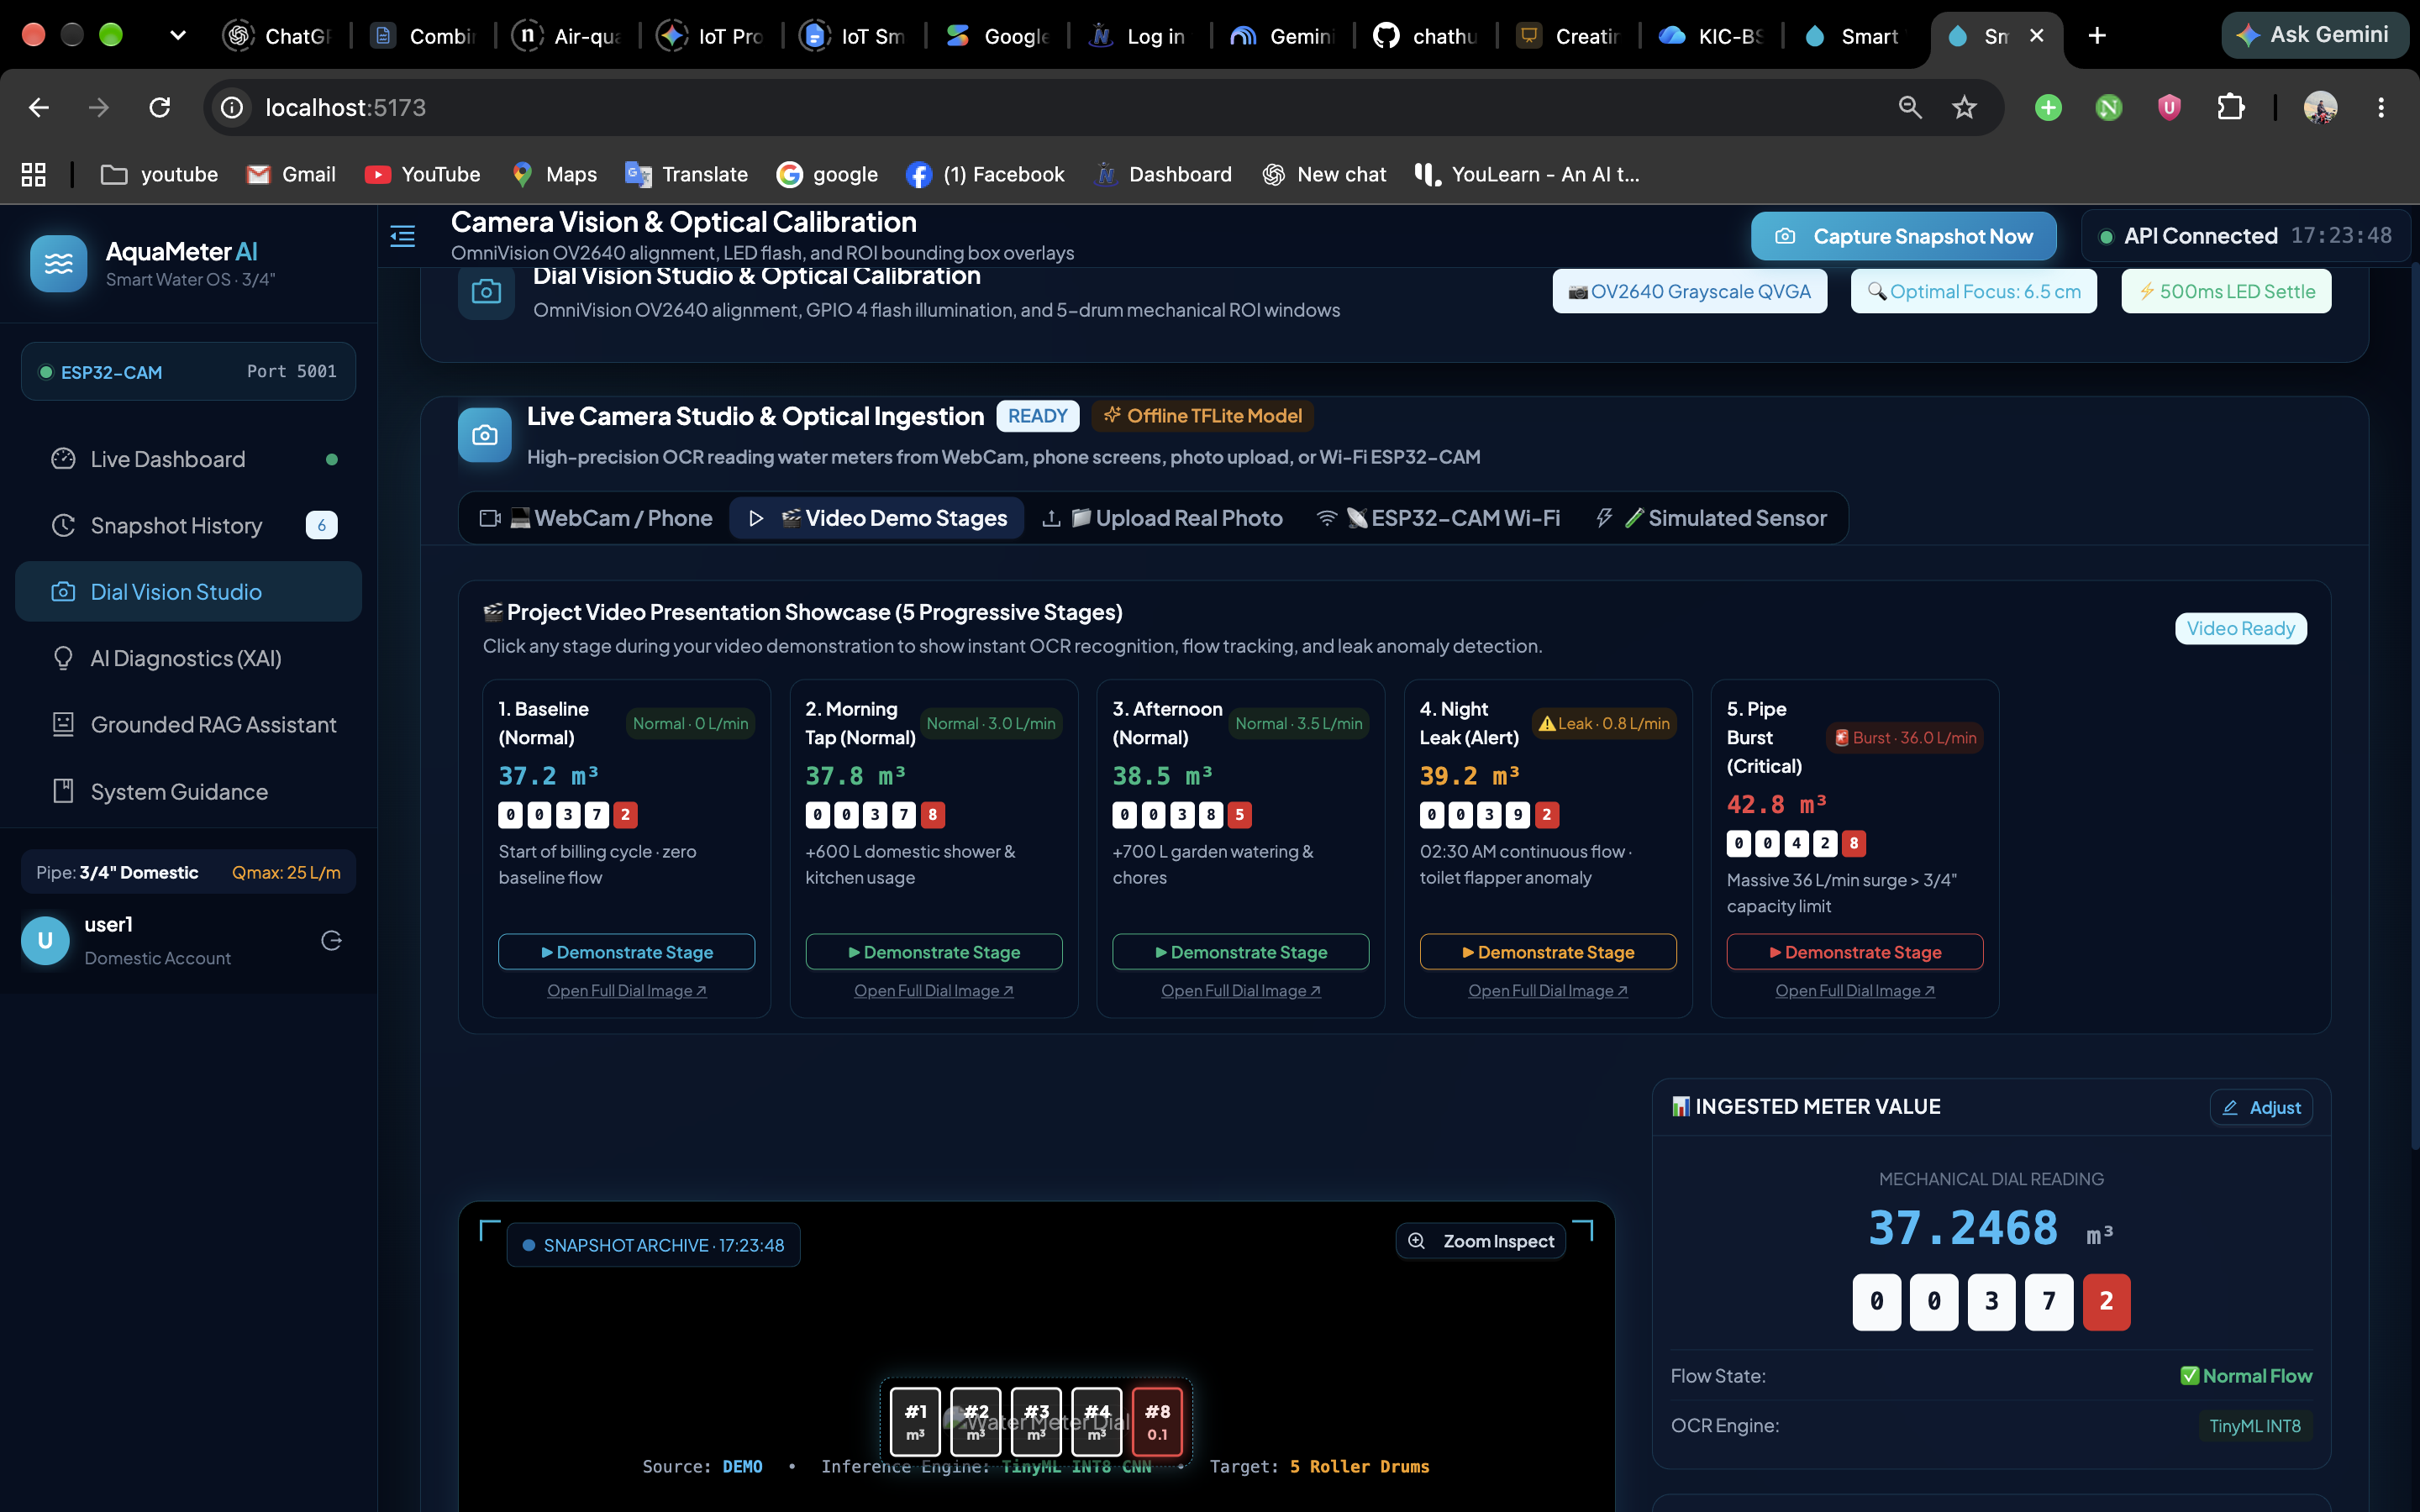 ChatGP
Combin
Air-qua
IoT Pro
IoT Sm
Google
Log in
Gemini
chathu
Creatin
KIC-BS
Smart
Sm
Ask Gemini
localhost:5173
youtube
Gmail
YouTube
Maps
Translate
google
(1) Facebook
Dashboard
New chat
YouLearn - An AI t...
AquaMeter AI
Smart Water OS · 3/4"
ESP32-CAM Port 5001
Live Dashboard
Snapshot History 6
Dial Vision Studio
AI Diagnostics (XAI)
Grounded RAG Assistant
System Guidance
Pipe: 3/4" Domestic Qmax: 25 L/m
U
user1
Domestic Account
Camera Vision & Optical Calibration
OmniVision OV2640 alignment, LED flash, and ROI bounding box overlays
Capture Snapshot Now
API Connected 17:23:48
Dial Vision Studio & Optical Calibration
OmniVision OV2640 alignment, GPIO 4 flash illumination, and 5-drum mechanical ROI windows
📷 OV2640 Grayscale QVGA
🔍 Optimal Focus: 6.5 cm
⚡ 500ms LED Settle
Live Camera Studio & Optical Ingestion READY Offline TFLite Model
High-precision OCR reading water meters from WebCam, phone screens, photo upload, or Wi-Fi ESP32-CAM
💻 WebCam / Phone
🎬 Video Demo Stages
📁 Upload Real Photo
📡 ESP32-CAM Wi-Fi
🧪 Simulated Sensor
🎬 Project Video Presentation Showcase (5 Progressive Stages)
Click any stage during your video demonstration to show instant OCR recognition, flow tracking, and leak anomaly detection.
Video Ready
1. Baseline
(Normal)
Normal · 0 L/min
37.2 m³
0 0 3 7 2
Start of billing cycle · zero
baseline flow
▶ Demonstrate Stage
Open Full Dial Image ↗
2. Morning
Tap (Normal)
Normal · 3.0 L/min
37.8 m³
0 0 3 7 8
+600 L domestic shower &
kitchen usage
▶ Demonstrate Stage
Open Full Dial Image ↗
3. Afternoon
(Normal)
Normal · 3.5 L/min
38.5 m³
0 0 3 8 5
+700 L garden watering &
chores
▶ Demonstrate Stage
Open Full Dial Image ↗
4. Night
Leak (Alert)
⚠️ Leak · 0.8 L/min
39.2 m³
0 0 3 9 2
02:30 AM continuous flow ·
toilet flapper anomaly
▶ Demonstrate Stage
Open Full Dial Image ↗
5. Pipe
Burst
(Critical)
🚨 Burst · 36.0 L/min
42.8 m³
0 0 4 2 8
Massive 36 L/min surge > 3/4"
capacity limit
▶ Demonstrate Stage
Open Full Dial Image ↗
SNAPSHOT ARCHIVE · 17:23:48
Zoom Inspect
#1 #2 #3 #4 #8
Water Meter Dial
m³ m³ m³ m³ 0.1
Source: DEMO • Inference Engine: TinyML INT8 CNN • Target: 5 Roller Drums
📊 INGESTED METER VALUE
Adjust
MECHANICAL DIAL READING
37.2468 m³
0 0 3 7 2
Flow State: ✅ Normal Flow
OCR Engine: TinyML INT8